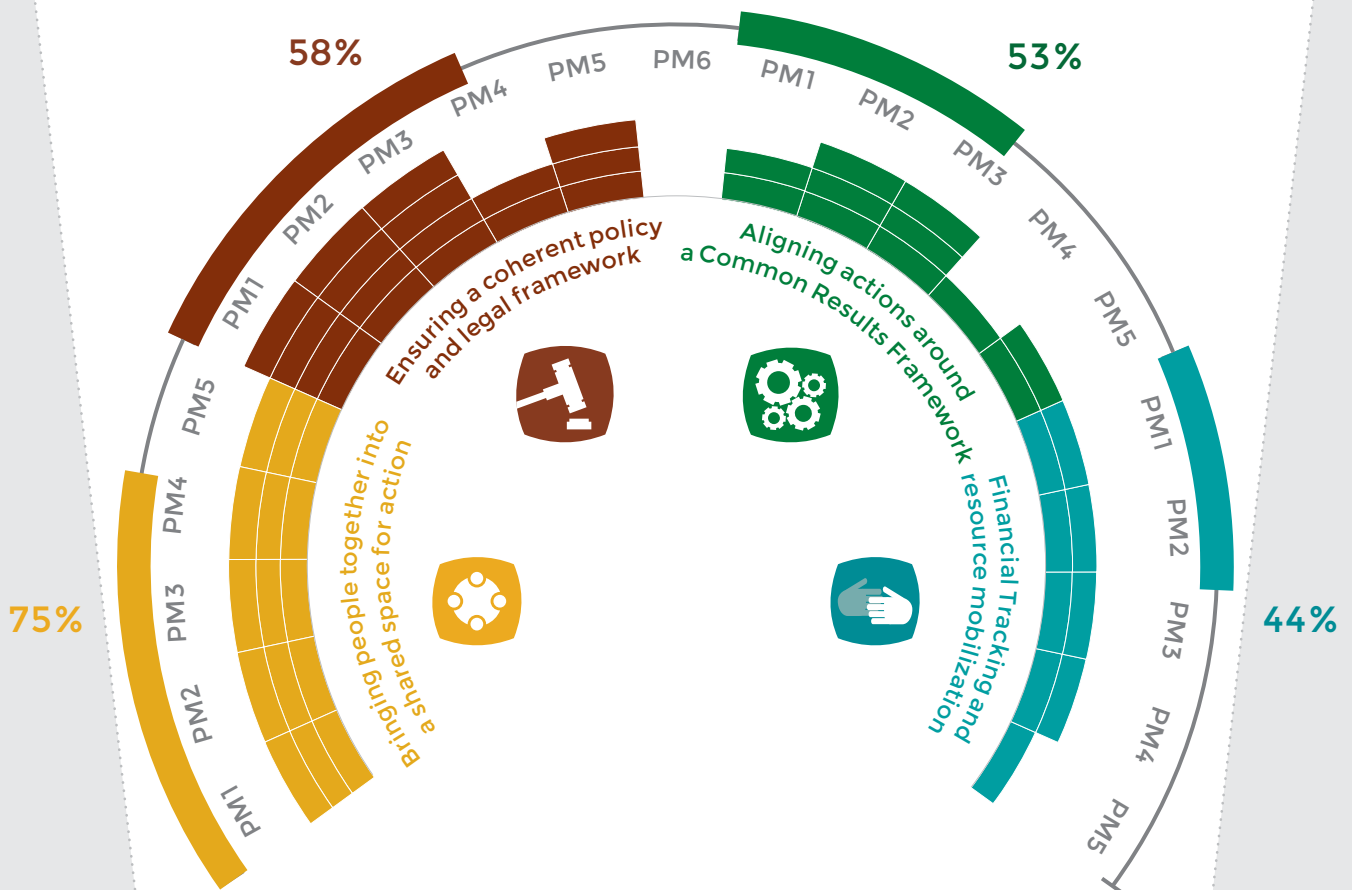 75%
PM1
PM2
PM3
PM4
PM5
Bringing people together into
a shared space for action
58%
PM1
PM2
PM3
PM4
PM5
PM6
Ensuring a coherent policy
and legal framework
53%
PM1
PM2
PM3
PM4
PM5
Aligning actions around
a Common Results Framework
44%
PM1
PM2
PM3
PM4
PM5
Financial Tracking and
resource mobilization